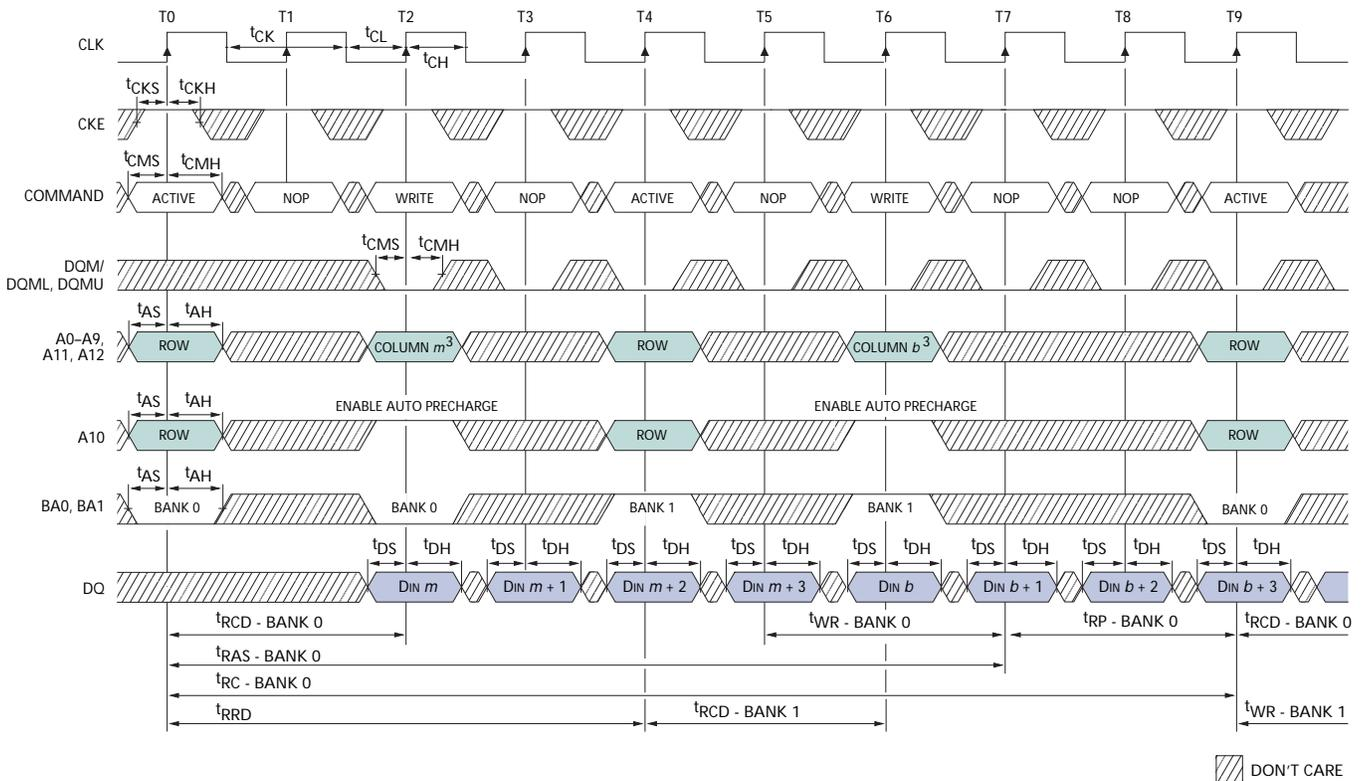 T0 T1 T2 T3 T4 T5 T6 T7 T8 T9
CLK
tCK tCL
tCH
tCKS tCKH
CKE
tCMS tCMH
COMMAND ACTIVE NOP WRITE NOP ACTIVE NOP WRITE NOP NOP ACTIVE
tCMS tCMH
DQM/
DQML, DQMU
tAS tAH
A0–A9,
A11, A12
ROW COLUMN m3 ROW COLUMN b3 ROW
tAS tAH ENABLE AUTO PRECHARGE ENABLE AUTO PRECHARGE
A10 ROW ROW ROW
tAS tAH
BA0, BA1 BANK 0 BANK 0 BANK 1 BANK 1 BANK 0
tDS tDH tDS tDH tDS tDH tDS tDH tDS tDH tDS tDH tDS tDH tDS tDH
DQ DIN m DIN m + 1 DIN m + 2 DIN m + 3 DIN b DIN b + 1 DIN b + 2 DIN b + 3
tRCD - BANK 0 tWR - BANK 0 tRP - BANK 0 tRCD - BANK 0
tRAS - BANK 0
tRC - BANK 0
tRRD tRCD - BANK 1 tWR - BANK 1
DON'T CARE